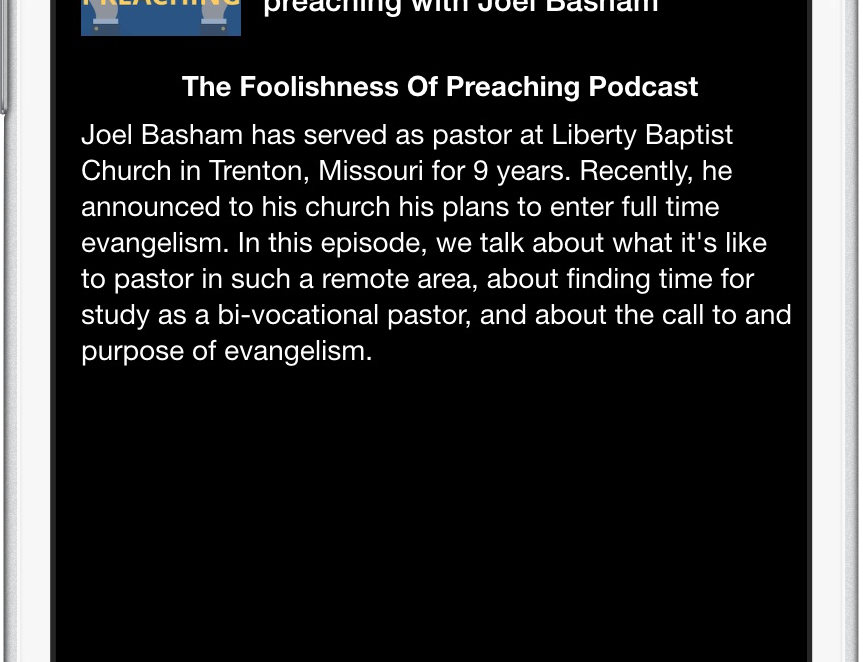 PREACHING
preaching with Joel Basham
The Foolishness Of Preaching Podcast
Joel Basham has served as pastor at Liberty Baptist
Church in Trenton, Missouri for 9 years. Recently, he
announced to his church his plans to enter full time
evangelism. In this episode, we talk about what it's like
to pastor in such a remote area, about finding time for
study as a bi-vocational pastor, and about the call to and
purpose of evangelism.